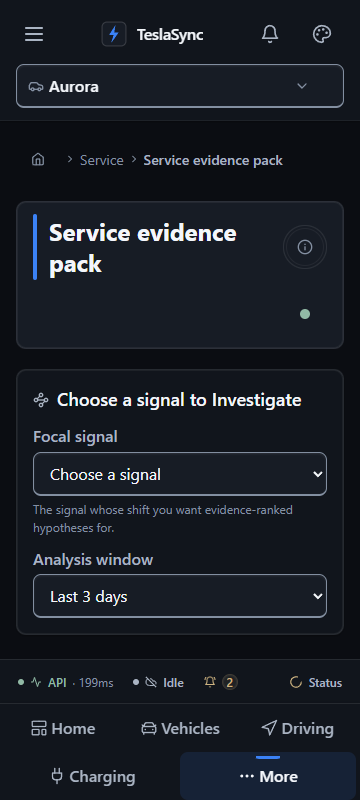 TeslaSync
Aurora
Service
Service evidence pack
Service evidence
pack
Choose a signal to Investigate
Focal signal
Choose a signal
The signal whose shift you want evidence-ranked
hypotheses for.
Analysis window
Last 3 days
API · 199ms
Idle
2
Status
Home
Vehicles
Driving
Charging
More